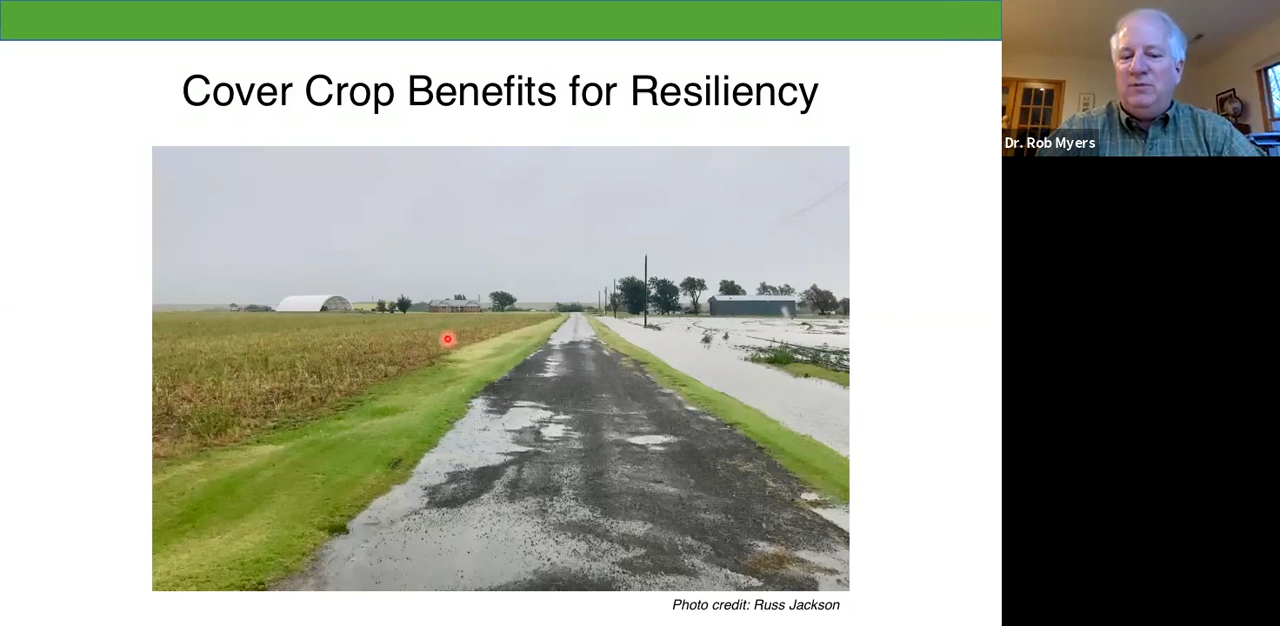 Cover Crop Benefits for Resiliency
Dr. Rob Myers
Photo credit: Russ Jackson